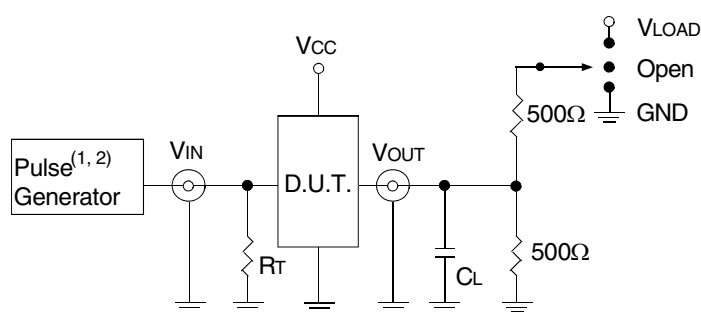 VLOAD
VCC
Open
500Ω
GND
VIN
VOUT
Pulse(1, 2)
Generator
D.U.T.
RT
CL
500Ω